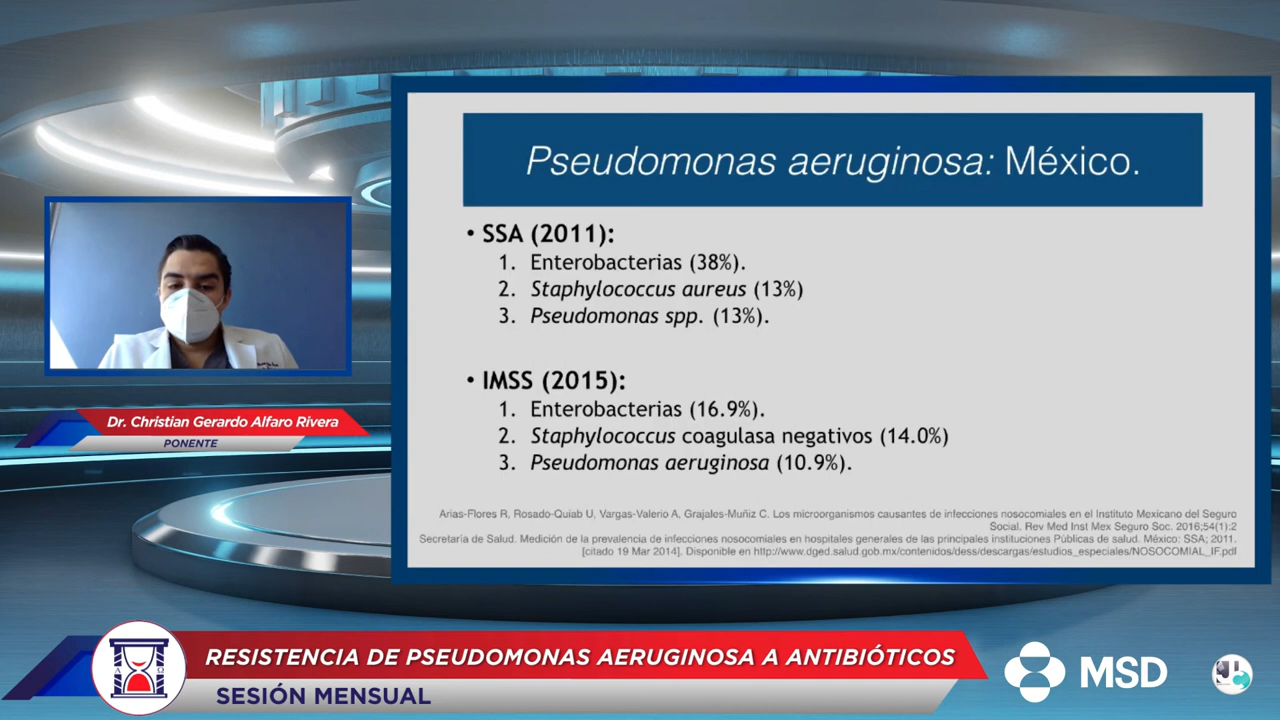 Pseudomonas aeruginosa: México.
• SSA (2011):
1. Enterobacterias (38%).
2. Staphylococcus aureus (13%)
3. Pseudomonas spp. (13%).
• IMSS (2015):
1. Enterobacterias (16.9%).
2. Staphylococcus coagulasa negativos (14.0%)
3. Pseudomonas aeruginosa (10.9%).
Arias-Flores R, Rosado-Quiab U, Vargas-Valerio A, Grajales-Muñiz C. Los microorganismos causantes de infecciones nosocomiales en el Instituto Mexicano del Seguro
Social. Rev Med Inst Mex Seguro Soc. 2016;54(1):2
Secretaría de Salud. Medición de la prevalencia de infecciones nosocomiales en hospitales generales de las principales instituciones Públicas de salud. México: SSA; 2011.
[citado 19 Mar 2014]. Disponible en http://www.dged.salud.gob.mx/contenidos/dess/descargas/estudios_especiales/NOSOCOMIAL_IF.pdf
Dr. Christian Gerardo Alfaro Rivera
PONENTE
RESISTENCIA DE PSEUDOMONAS AERUGINOSA A ANTIBIÓTICOS
SESIÓN MENSUAL
A Ω
MSD